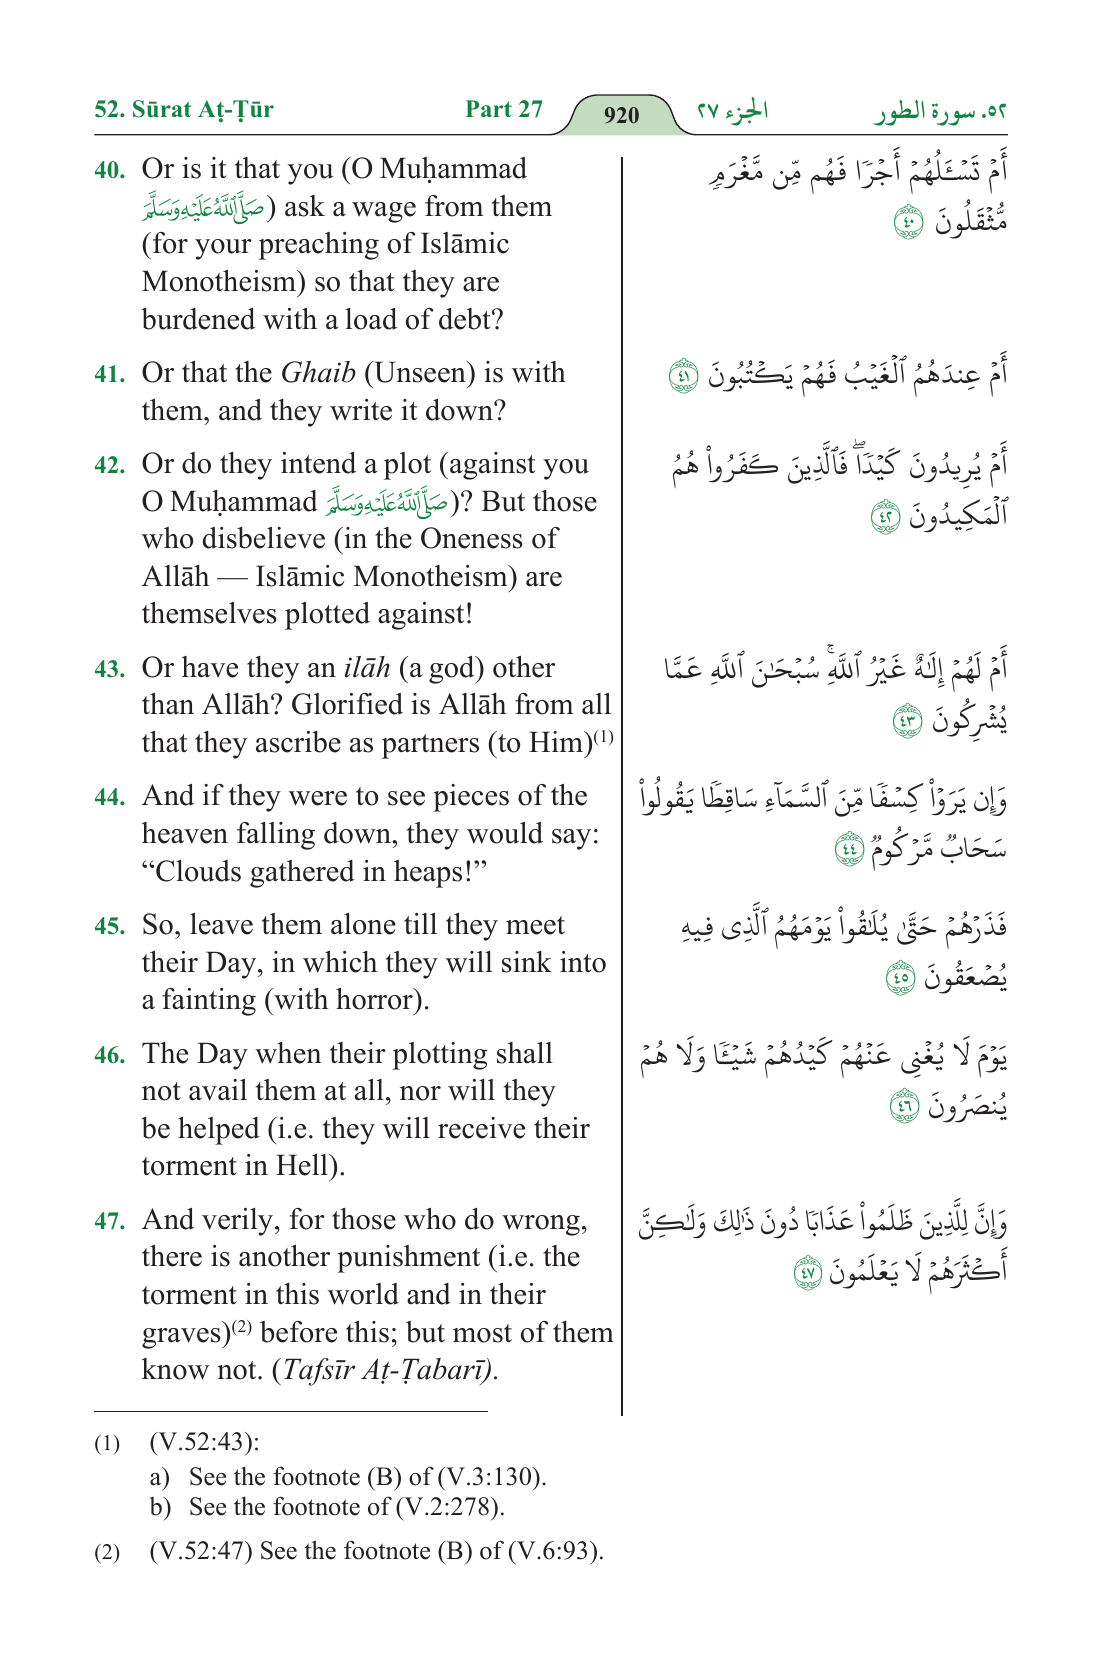 52. Sūrat Aṭ-Ṭūr Part 27 920 الجزء ٢٧ ٥٢. سورة الطور
40. Or is it that you (O Muḥammad
صَلَّى اللَّهُ عَلَيْهِ وَسَلَّمَ) ask a wage from them
(for your preaching of Islāmic
Monotheism) so that they are
burdened with a load of debt?
أَمْ تَسْـَٔلُهُمْ أَجْرًا فَهُم مِّن مَّغْرَمٍ
مُّثْقَلُونَ ٤٠
41. Or that the Ghaib (Unseen) is with
them, and they write it down?
أَمْ عِندَهُمُ ٱلْغَيْبُ فَهُمْ يَكْتُبُونَ ٤١
42. Or do they intend a plot (against you
O Muḥammad صَلَّى اللَّهُ عَلَيْهِ وَسَلَّمَ)? But those
who disbelieve (in the Oneness of
Allāh — Islāmic Monotheism) are
themselves plotted against!
أَمْ يُرِيدُونَ كَيْدًا ۖ فَٱلَّذِينَ كَفَرُوا۟ هُمُ
ٱلْمَكِيدُونَ ٤٢
43. Or have they an ilāh (a god) other
than Allāh? Glorified is Allāh from all
that they ascribe as partners (to Him)(1)
أَمْ لَهُمْ إِلَـٰهٌ غَيْرُ ٱللَّهِ ۚ سُبْحَـٰنَ ٱللَّهِ عَمَّا
يُشْرِكُونَ ٤٣
44. And if they were to see pieces of the
heaven falling down, they would say:
“Clouds gathered in heaps!”
وَإِن يَرَوْا۟ كِسْفًا مِّنَ ٱلسَّمَآءِ سَاقِطًا يَقُولُوا۟
سَحَابٌ مَّرْكُومٌ ٤٤
45. So, leave them alone till they meet
their Day, in which they will sink into
a fainting (with horror).
فَذَرْهُمْ حَتَّىٰ يُلَـٰقُوا۟ يَوْمَهُمُ ٱلَّذِى فِيهِ
يُصْعَقُونَ ٤٥
46. The Day when their plotting shall
not avail them at all, nor will they
be helped (i.e. they will receive their
torment in Hell).
يَوْمَ لَا يُغْنِى عَنْهُمْ كَيْدُهُمْ شَيْـًٔا وَلَا هُمْ
يُنصَرُونَ ٤٦
47. And verily, for those who do wrong,
there is another punishment (i.e. the
torment in this world and in their
graves)(2) before this; but most of them
know not. (Tafsīr Aṭ-Ṭabarī).
وَإِنَّ لِلَّذِينَ ظَلَمُوا۟ عَذَابًا دُونَ ذَٰلِكَ وَلَـٰكِنَّ
أَكْثَرَهُمْ لَا يَعْلَمُونَ ٤٧
(1) (V.52:43):
a) See the footnote (B) of (V.3:130).
b) See the footnote of (V.2:278).
(2) (V.52:47) See the footnote (B) of (V.6:93).